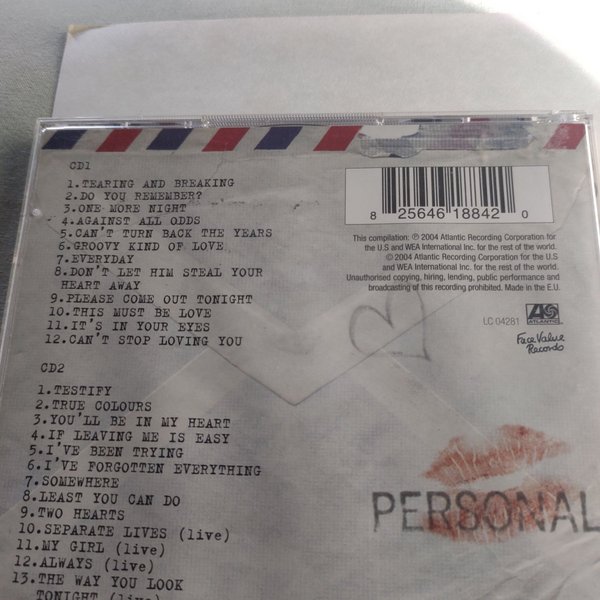 CD1
1.TEARING AND BREAKING
2.DO YOU REMEMBER?
3.ONE MORE NIGHT
4.AGAINST ALL ODDS
5.CAN'T TURN BACK THE YEARS
6.GROOVY KIND OF LOVE
7.EVERYDAY
8.DON'T LET HIM STEAL YOUR
HEART AWAY
9.PLEASE COME OUT TONIGHT
10.THIS MUST BE LOVE
11.IT'S IN YOUR EYES
12.CAN'T STOP LOVING YOU
CD2
1.TESTIFY
2.TRUE COLOURS
3.YOU'LL BE IN MY HEART
4.IF LEAVING ME IS EASY
5.I'VE BEEN TRYING
6.I'VE FORGOTTEN EVERYTHING
7.SOMEWHERE
8.LEAST YOU CAN DO
9.TWO HEARTS
10.SEPARATE LIVES (live)
11.MY GIRL (live)
12.ALWAYS (live)
13.THE WAY YOU LOOK
TONIGHT (live)
8 25646 18842 0
This compilation: ℗ 2004 Atlantic Recording Corporation for
the U.S and WEA International Inc. for the rest of the world.
© 2004 Atlantic Recording Corporation for the U.S
and WEA International Inc. for the rest of the world.
Unauthorised copying, hiring, lending, public performance and
broadcasting of this recording prohibited. Made in the E.U.
LC 04281
ATLANTIC
Face Value
Records
PERSONAL